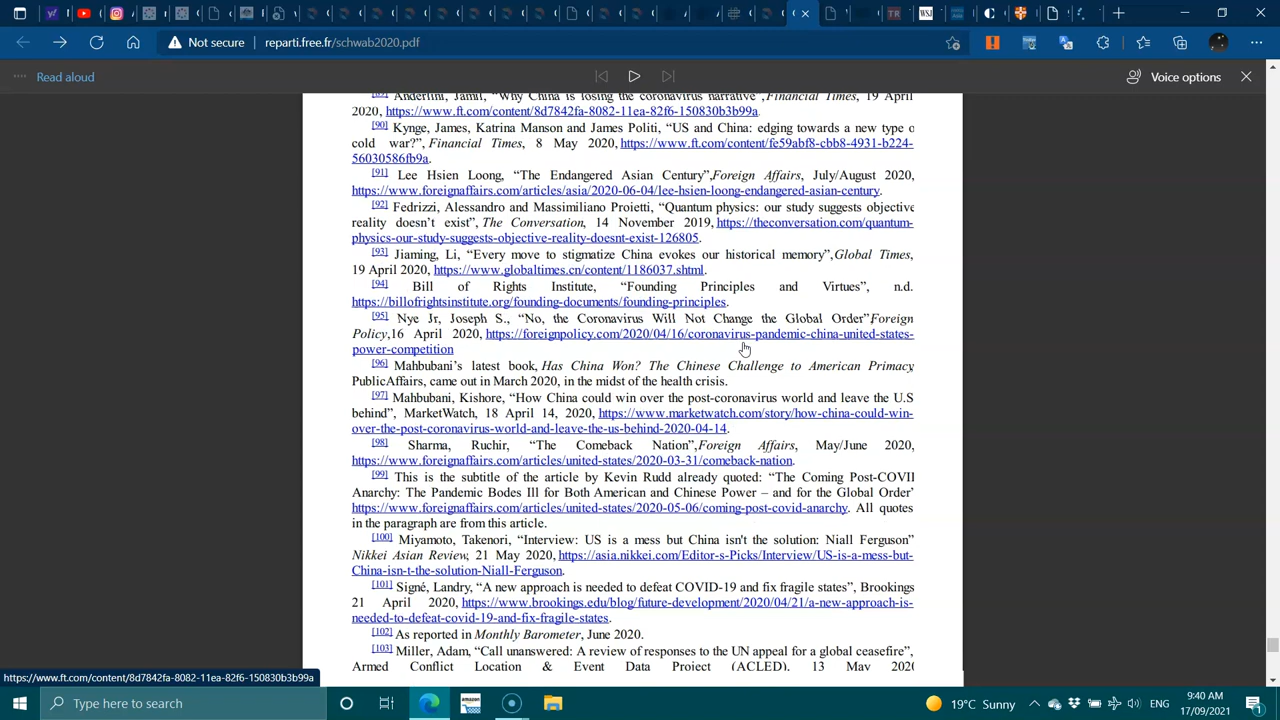 TR
WSJ
Not secure
reparti.free.fr/schwab2020.pdf
Read aloud
Voice options
[89] Anderlini, Jamil, “Why China is losing the coronavirus narrative”, Financial Times, 19 April
2020, https://www.ft.com/content/8d7842fa-8082-11ea-82f6-150830b3b99a.
[90] Kynge, James, Katrina Manson and James Politi, “US and China: edging towards a new type o
cold war?”, Financial Times, 8 May 2020, https://www.ft.com/content/fe59abf8-cbb8-4931-b224-
56030586fb9a.
[91] Lee Hsien Loong, “The Endangered Asian Century”,Foreign Affairs, July/August 2020,
https://www.foreignaffairs.com/articles/asia/2020-06-04/lee-hsien-loong-endangered-asian-century.
[92] Fedrizzi, Alessandro and Massimiliano Proietti, “Quantum physics: our study suggests objective
reality doesn’t exist”, The Conversation, 14 November 2019, https://theconversation.com/quantum-
physics-our-study-suggests-objective-reality-doesnt-exist-126805.
[93] Jiaming, Li, “Every move to stigmatize China evokes our historical memory”,Global Times,
19 April 2020, https://www.globaltimes.cn/content/1186037.shtml.
[94] Bill of Rights Institute, “Founding Principles and Virtues”, n.d.
https://billofrightsinstitute.org/founding-documents/founding-principles.
[95] Nye Jr, Joseph S., “No, the Coronavirus Will Not Change the Global Order”,Foreign
Policy,16 April 2020, https://foreignpolicy.com/2020/04/16/coronavirus-pandemic-china-united-states-
power-competition
[96] Mahbubani’s latest book, Has China Won? The Chinese Challenge to American Primacy,
PublicAffairs, came out in March 2020, in the midst of the health crisis.
[97] Mahbubani, Kishore, “How China could win over the post-coronavirus world and leave the U.S
behind”, MarketWatch, 18 April 14, 2020, https://www.marketwatch.com/story/how-china-could-win-
over-the-post-coronavirus-world-and-leave-the-us-behind-2020-04-14.
[98] Sharma, Ruchir, “The Comeback Nation”,Foreign Affairs, May/June 2020,
https://www.foreignaffairs.com/articles/united-states/2020-03-31/comeback-nation.
[99] This is the subtitle of the article by Kevin Rudd already quoted: “The Coming Post-COVI
Anarchy: The Pandemic Bodes Ill for Both American and Chinese Power – and for the Global Order”
https://www.foreignaffairs.com/articles/united-states/2020-05-06/coming-post-covid-anarchy. All quotes
in the paragraph are from this article.
[100] Miyamoto, Takenori, “Interview: US is a mess but China isn't the solution: Niall Ferguson”
Nikkei Asian Review, 21 May 2020, https://asia.nikkei.com/Editor-s-Picks/Interview/US-is-a-mess-but-
China-isn-t-the-solution-Niall-Ferguson.
[101] Signé, Landry, “A new approach is needed to defeat COVID-19 and fix fragile states”, Brookings
21 April 2020, https://www.brookings.edu/blog/future-development/2020/04/21/a-new-approach-is-
needed-to-defeat-covid-19-and-fix-fragile-states.
[102] As reported in Monthly Barometer, June 2020.
[103] Miller, Adam, “Call unanswered: A review of responses to the UN appeal for a global ceasefire”,
Armed Conflict Location & Event Data Project (ACLED), 13 May 2020
https://www.ft.com/content/8d7842fa-8082-11ea-82f6-150830b3b99a
Type here to search
amazon
19°C Sunny
ENG
9:40 AM
17/09/2021
1